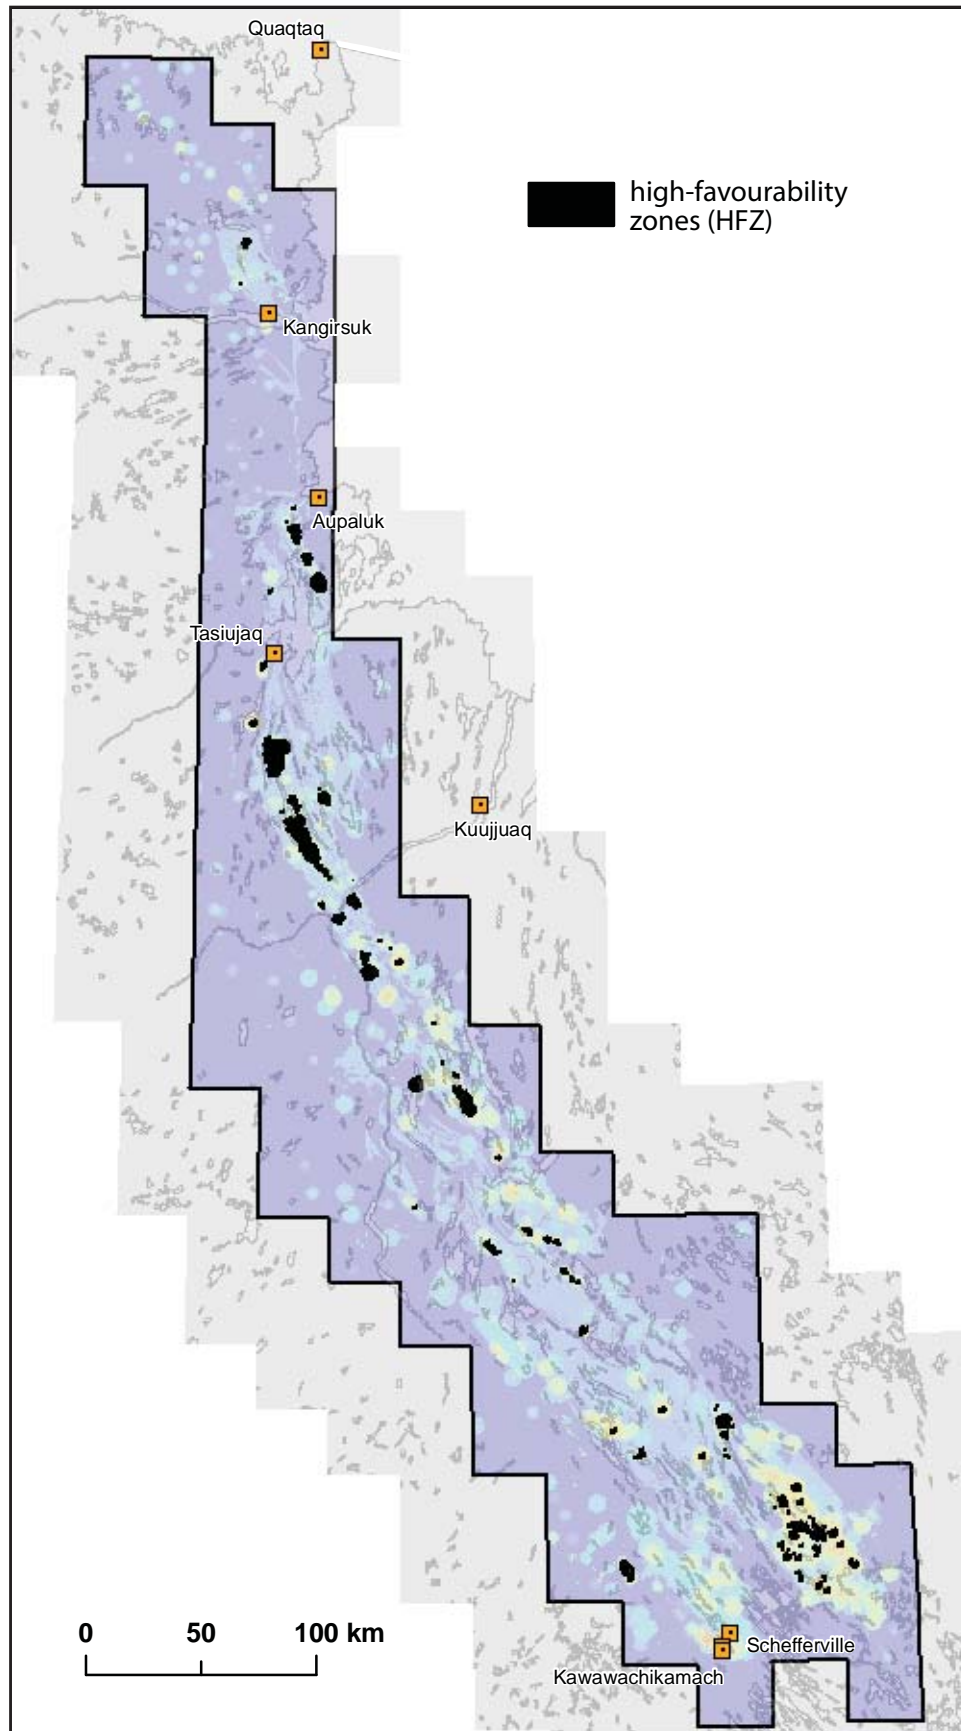 Quaqtaq
high-favourability
zones (HFZ)
Kangirsuk
Aupaluk
Tasiujaq
Kuujjuaq
0 50 100 km
Schefferville
Kawawachikamach